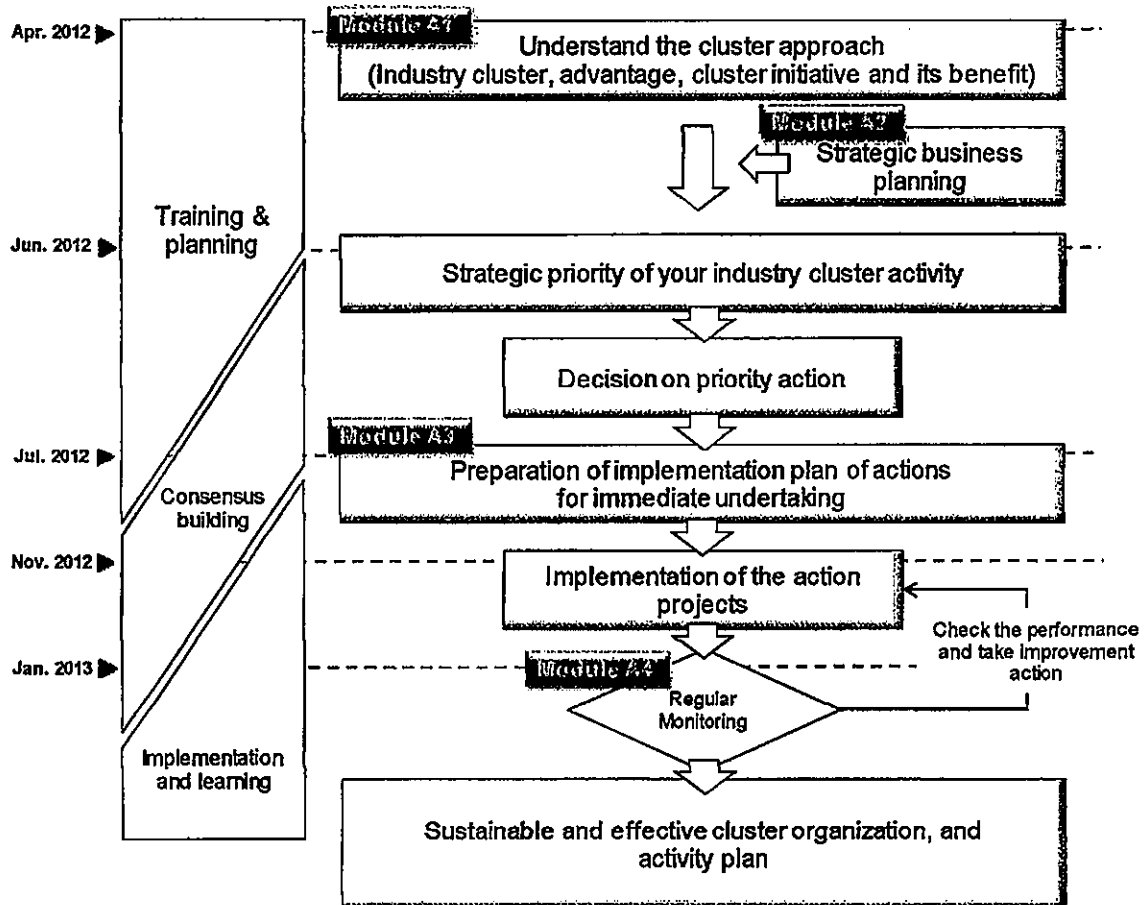 Apr. 2012
Module A1
Understand the cluster approach
(Industry cluster, advantage, cluster initiative and its benefit)
Module A2
Strategic business
planning
Training &
planning
Jun. 2012
Strategic priority of your industry cluster activity
Decision on priority action
Module A3
Jul. 2012
Preparation of implementation plan of actions
for immediate undertaking
Consensus
building
Nov. 2012
Implementation of the action
projects
Check the performance
and take improvement
action
Jan. 2013
Module A4
Regular
Monitoring
Implementation
and learning
Sustainable and effective cluster organization, and
activity plan